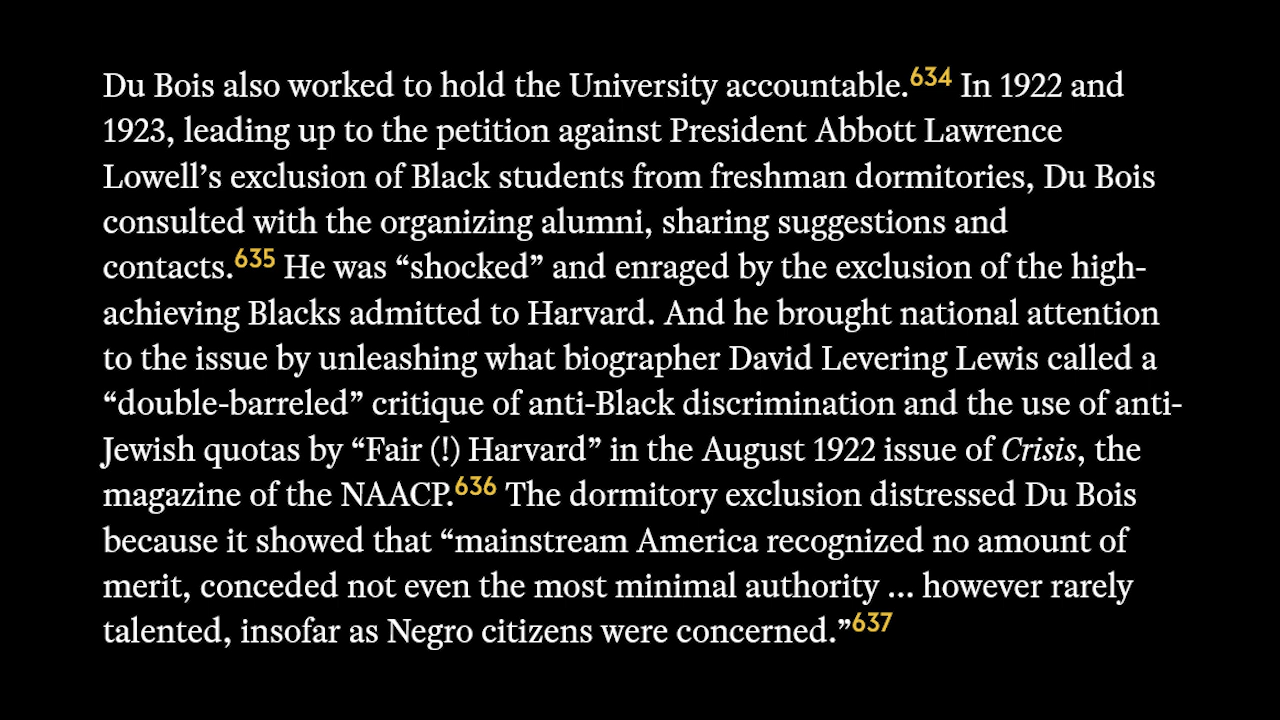 Du Bois also worked to hold the University accountable.634 In 1922 and
1923, leading up to the petition against President Abbott Lawrence
Lowell’s exclusion of Black students from freshman dormitories, Du Bois
consulted with the organizing alumni, sharing suggestions and
contacts.635 He was “shocked” and enraged by the exclusion of the high-
achieving Blacks admitted to Harvard. And he brought national attention
to the issue by unleashing what biographer David Levering Lewis called a
“double-barreled” critique of anti-Black discrimination and the use of anti-
Jewish quotas by “Fair (!) Harvard” in the August 1922 issue of Crisis, the
magazine of the NAACP.636 The dormitory exclusion distressed Du Bois
because it showed that “mainstream America recognized no amount of
merit, conceded not even the most minimal authority ... however rarely
talented, insofar as Negro citizens were concerned.”637